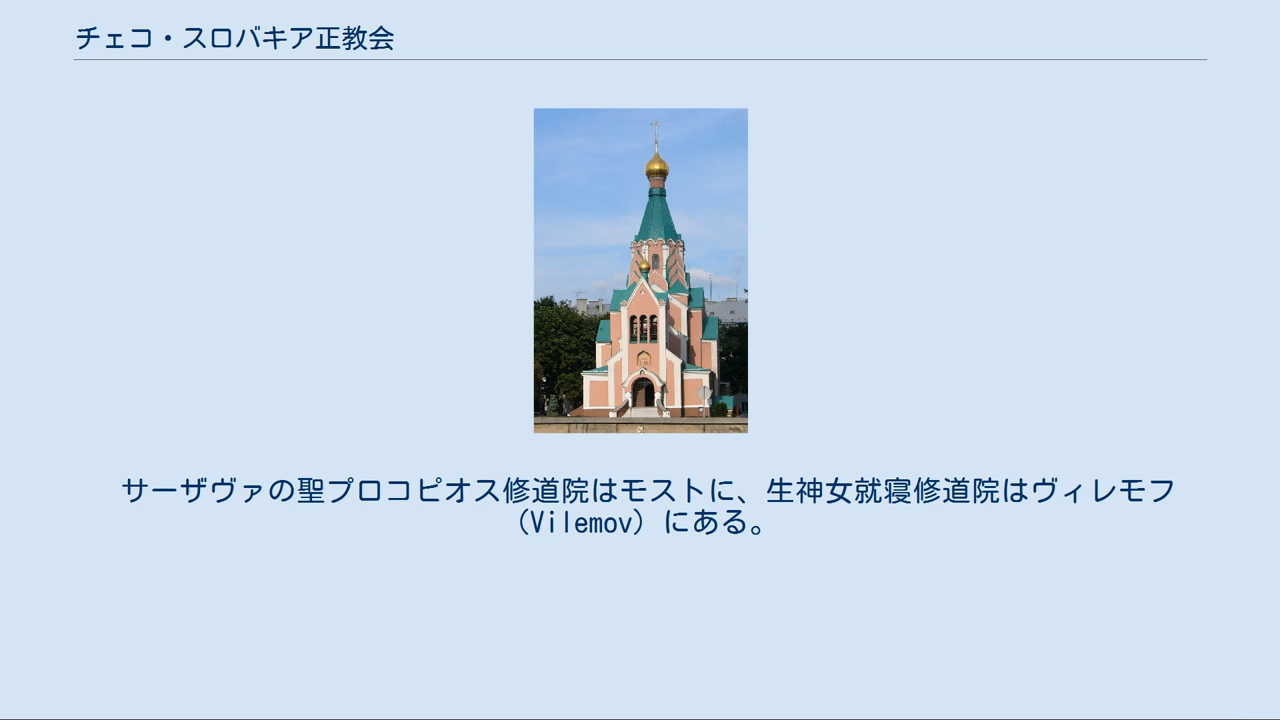 チェコ・スロバキア正教会
サーザヴァの聖プロコピオス修道院はモストに、生神女就寝修道院はヴィレモフ
（Vilemov）にある。